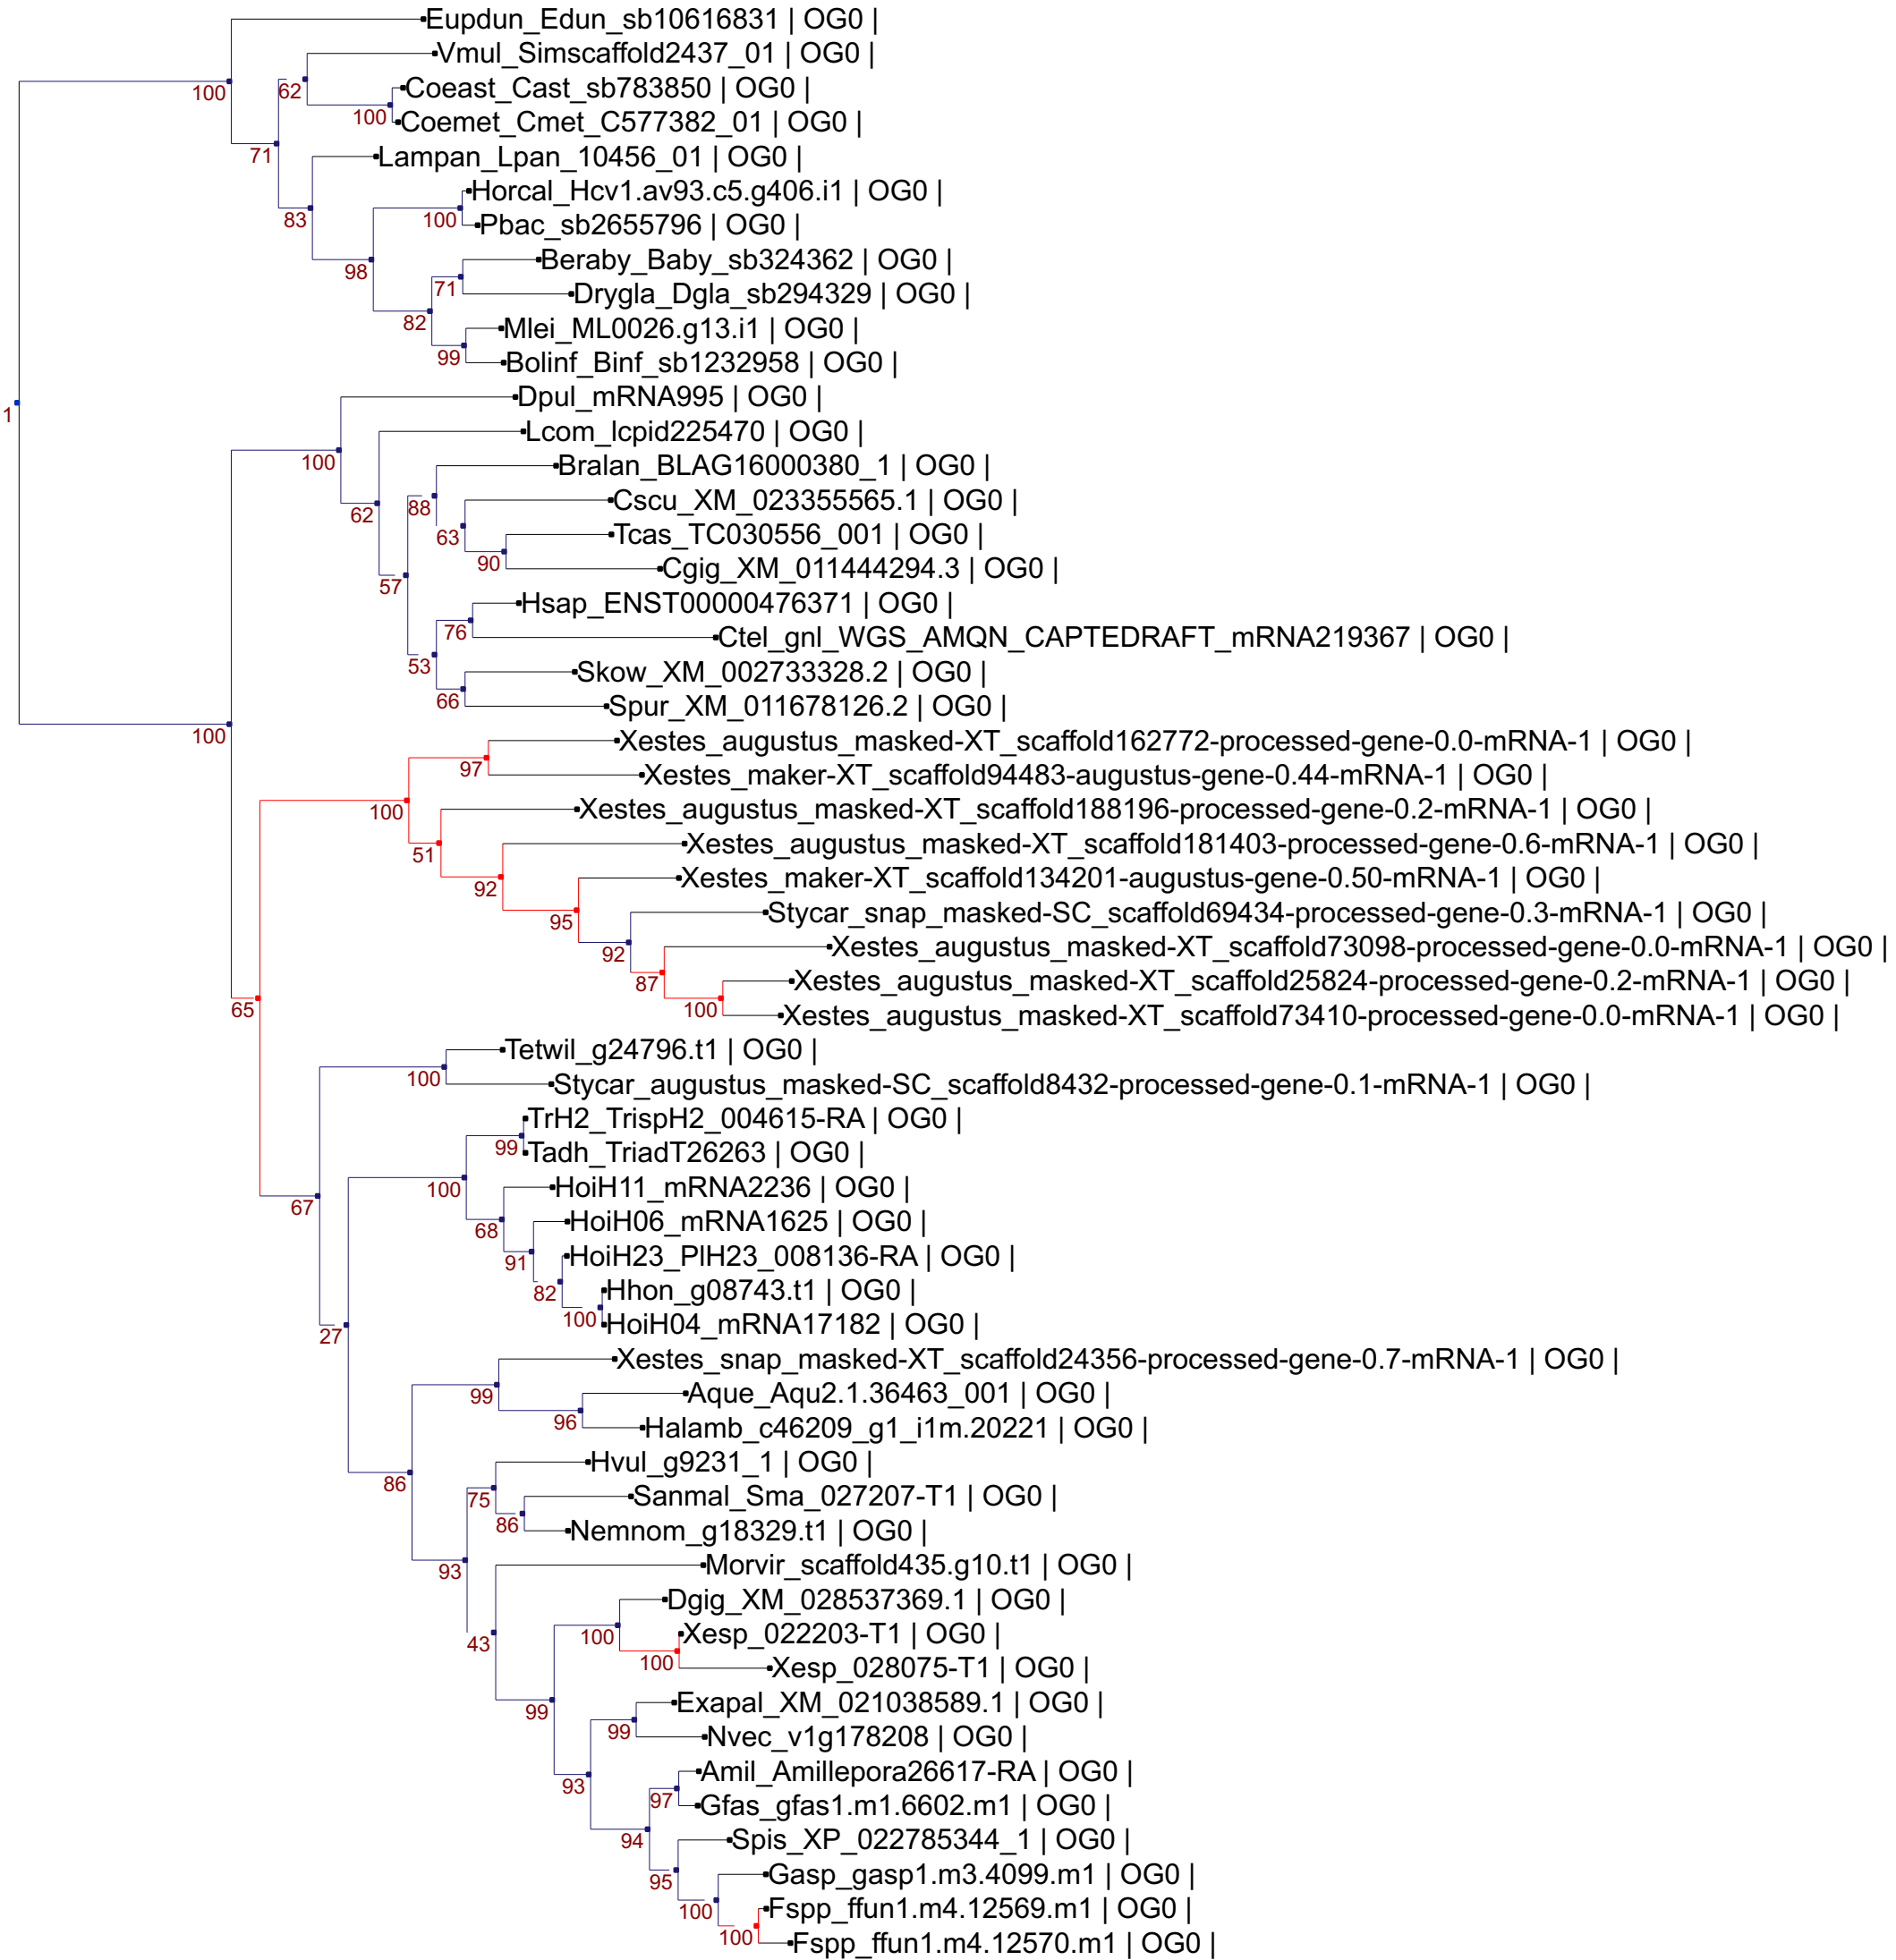 Eupdun_Edun_sb10616831 | OG0 |
Vmul_Simscaffold2437_01 | OG0 |
100
62
Coeast_Cast_sb783850 | OG0 |
100
Coemet_Cmet_C577382_01 | OG0 |
71
Lampan_Lpan_10456_01 | OG0 |
Horcal_Hcv1.av93.c5.g406.i1 | OG0 |
83
100
Pbac_sb2655796 | OG0 |
98
Beraby_Baby_sb324362 | OG0 |
71
Drygla_Dgla_sb294329 | OG0 |
82
Mlei_ML0026.g13.i1 | OG0 |
99
Bolinf_Binf_sb1232958 | OG0 |
Dpul_mRNA995 | OG0 |
1
Lcom_lcpid225470 | OG0 |
100
Bralan_BLAG16000380_1 | OG0 |
62
88
Cscu_XM_023355565.1 | OG0 |
63
Tcas_TC030556_001 | OG0 |
90
Cgig_XM_011444294.3 | OG0 |
57
Hsap_ENST00000476371 | OG0 |
76
Ctel_gnl_WGS_AMQN_CAPTEDRAFT_mRNA219367 | OG0 |
53
Skow_XM_002733328.2 | OG0 |
66
Spur_XM_011678126.2 | OG0 |
100
Xestes_augustus_masked-XT_scaffold162772-processed-gene-0.0-mRNA-1 | OG0 |
97
Xestes_maker-XT_scaffold94483-augustus-gene-0.44-mRNA-1 | OG0 |
100
Xestes_augustus_masked-XT_scaffold188196-processed-gene-0.2-mRNA-1 | OG0 |
51
Xestes_augustus_masked-XT_scaffold181403-processed-gene-0.6-mRNA-1 | OG0 |
92
Xestes_maker-XT_scaffold134201-augustus-gene-0.50-mRNA-1 | OG0 |
95
Stycar_snap_masked-SC_scaffold69434-processed-gene-0.3-mRNA-1 | OG0 |
92
Xestes_augustus_masked-XT_scaffold73098-processed-gene-0.0-mRNA-1 | OG0 |
87
Xestes_augustus_masked-XT_scaffold25824-processed-gene-0.2-mRNA-1 | OG0 |
65
100
Xestes_augustus_masked-XT_scaffold73410-processed-gene-0.0-mRNA-1 | OG0 |
Tetwil_g24796.t1 | OG0 |
100
Stycar_augustus_masked-SC_scaffold8432-processed-gene-0.1-mRNA-1 | OG0 |
TrH2_TrispH2_004615-RA | OG0 |
99
Tadh_TriadT26263 | OG0 |
100
HoiH11_mRNA2236 | OG0 |
67
68
HoiH06_mRNA1625 | OG0 |
91
HoiH23_PlH23_008136-RA | OG0 |
82
Hhon_g08743.t1 | OG0 |
27
100
HoiH04_mRNA17182 | OG0 |
Xestes_snap_masked-XT_scaffold24356-processed-gene-0.7-mRNA-1 | OG0 |
99
Aque_Aqu2.1.36463_001 | OG0 |
96
Halamb_c46209_g1_i1m.20221 | OG0 |
Hvul_g9231_1 | OG0 |
86
75
Sanmal_Sma_027207-T1 | OG0 |
86
Nemnom_g18329.t1 | OG0 |
93
Morvir_scaffold435.g10.t1 | OG0 |
Dgig_XM_028537369.1 | OG0 |
43
100
Xesp_022203-T1 | OG0 |
100
Xesp_028075-T1 | OG0 |
99
Exapal_XM_021038589.1 | OG0 |
99
Nvec_v1g178208 | OG0 |
93
Amil_Amillepora26617-RA | OG0 |
97
Gfas_gfas1.m1.6602.m1 | OG0 |
94
Spis_XP_022785344_1 | OG0 |
95
Gasp_gasp1.m3.4099.m1 | OG0 |
100
Fspp_ffun1.m4.12569.m1 | OG0 |
100
Fspp_ffun1.m4.12570.m1 | OG0 |